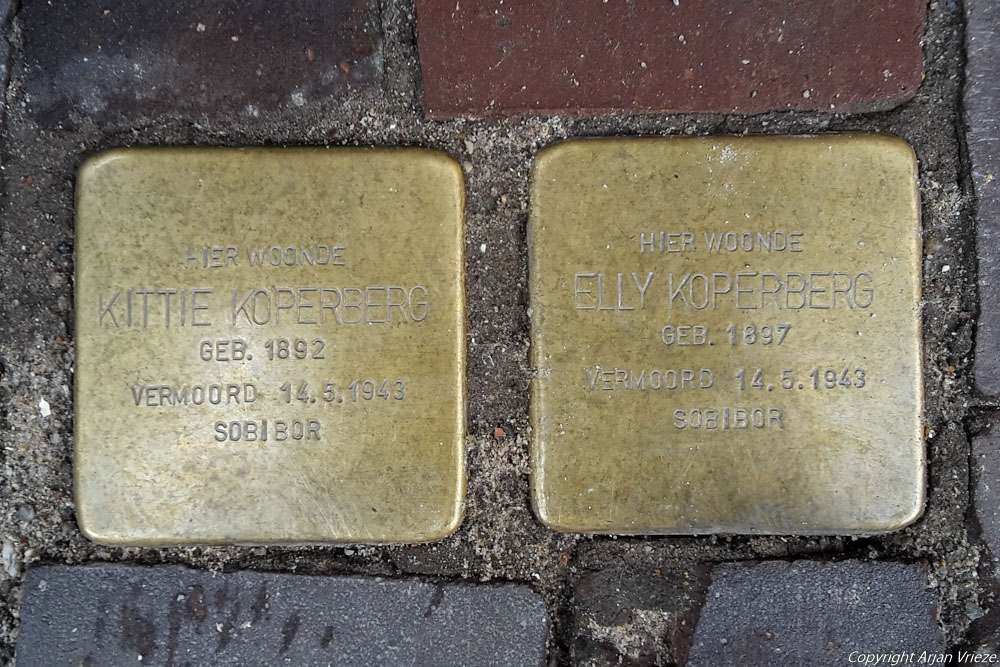 HIER WOONDE
KITTIE KOPERBERG
GEB. 1892
VERMOORD 14.5.1943
SOBIBOR
HIER WOONDE
ELLY KOPERBERG
GEB. 1897
VERMOORD 14.5.1943
SOBIBOR
Copyright Arjan Vrieze